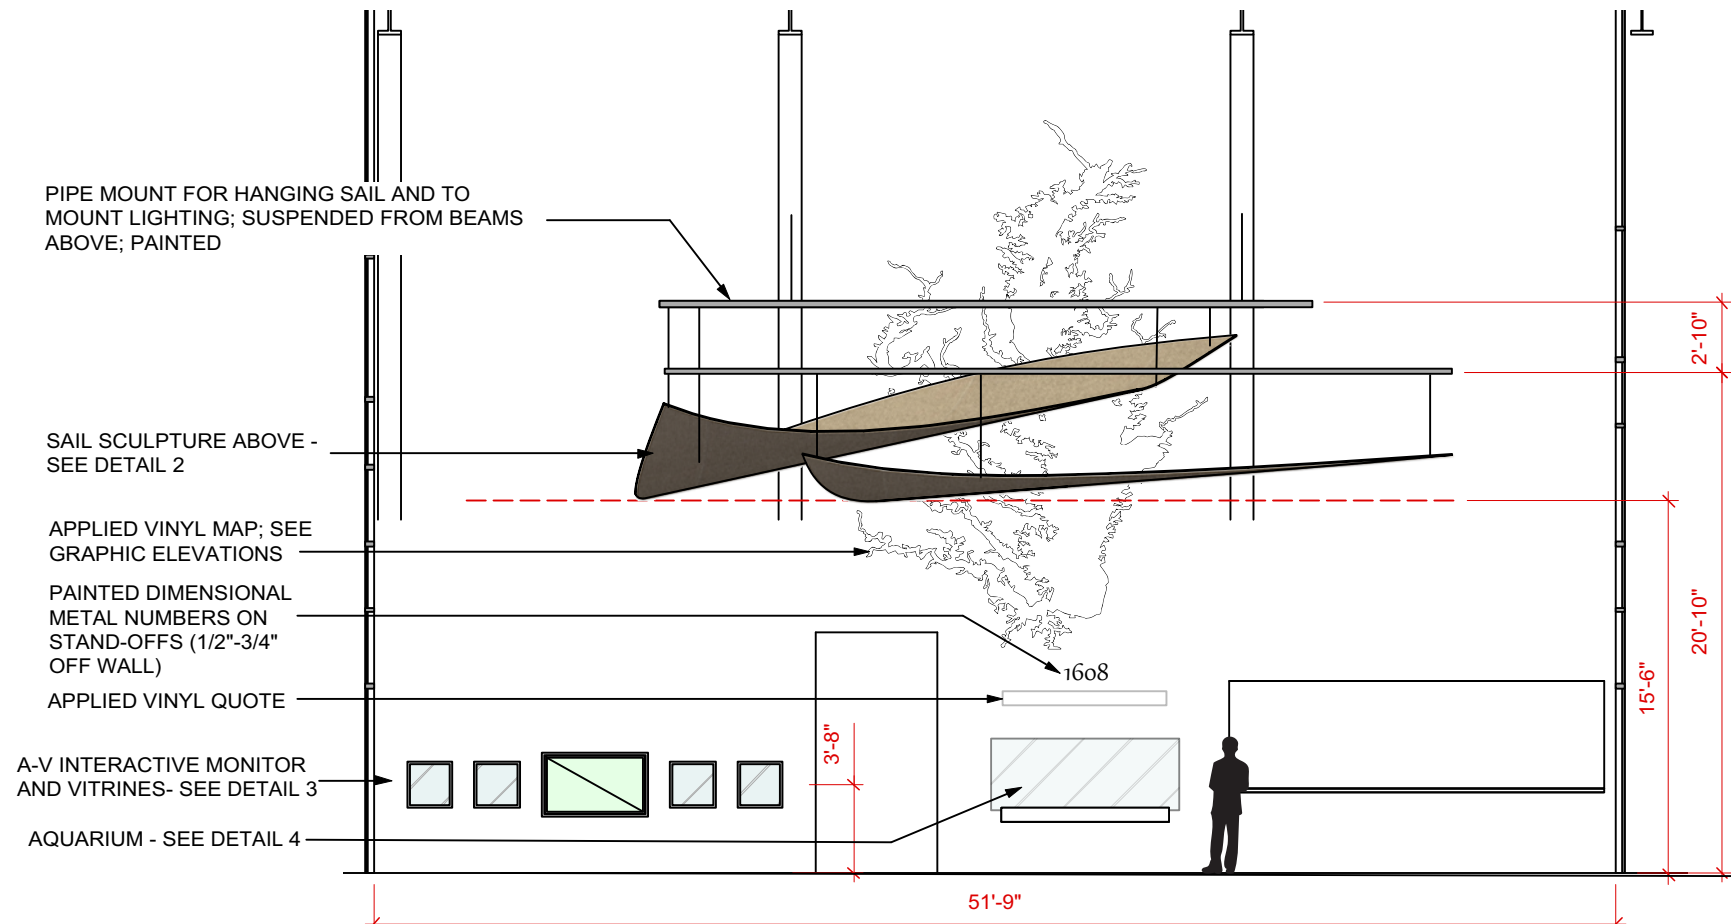 PIPE MOUNT FOR HANGING SAIL AND TO
MOUNT LIGHTING; SUSPENDED FROM BEAMS
ABOVE; PAINTED
2'-10"
SAIL SCULPTURE ABOVE -
SEE DETAIL 2
APPLIED VINYL MAP; SEE
GRAPHIC ELEVATIONS
PAINTED DIMENSIONAL
METAL NUMBERS ON
STAND-OFFS (1/2"-3/4"
OFF WALL)
20'-10"
15'-6"
1608
APPLIED VINYL QUOTE
3'-8"
A-V INTERACTIVE MONITOR
AND VITRINES- SEE DETAIL 3
AQUARIUM - SEE DETAIL 4
51'-9"